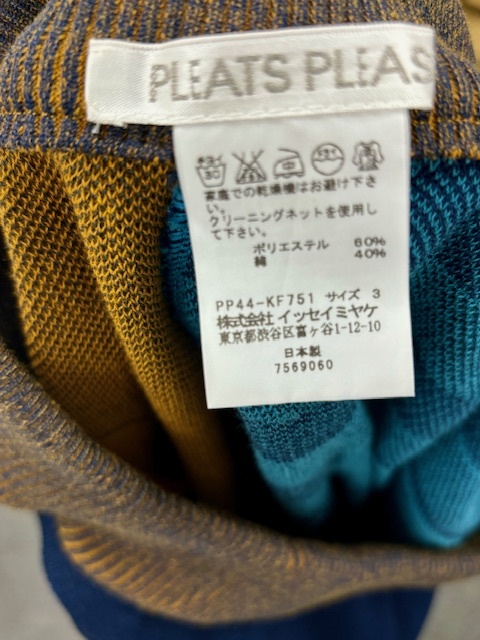 PLEATS PLEAS
家庭での乾燥機はお避け下さ
い。
クリーニングネットを使用し
て下さい。
ポリエステル 60%
綿 40%
PP44-KF751 サイズ 3
株式会社 イッセイミヤケ
東京都渋谷区富ヶ谷1-12-10
日本製
7569060